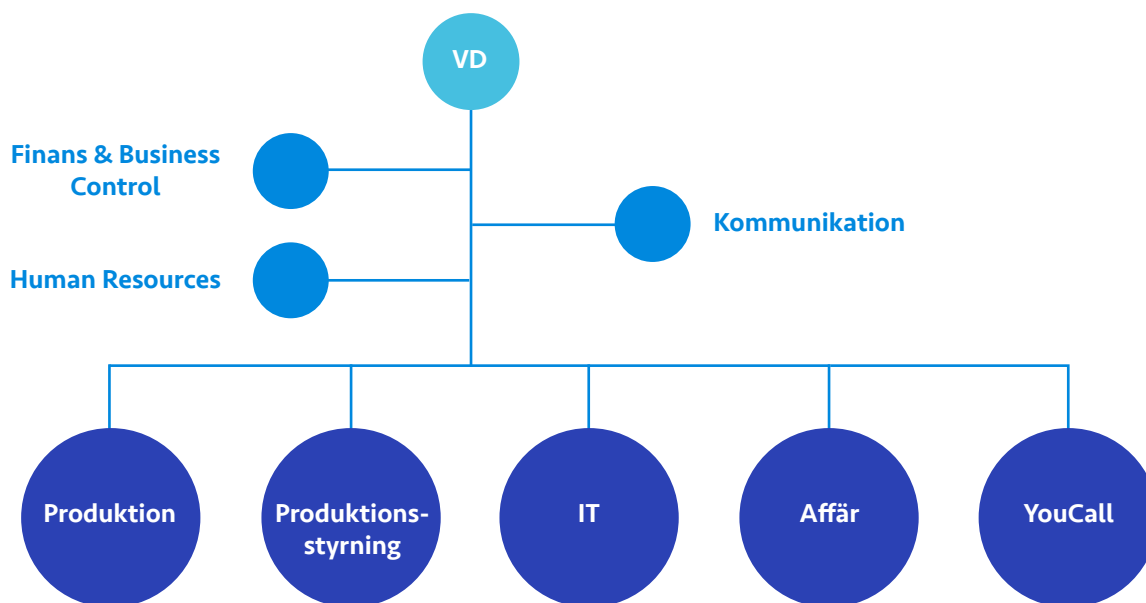 VD
Finans & Business
Control
Kommunikation
Human Resources
Produktion
Produktions-
styrning
IT
Affär
YouCall